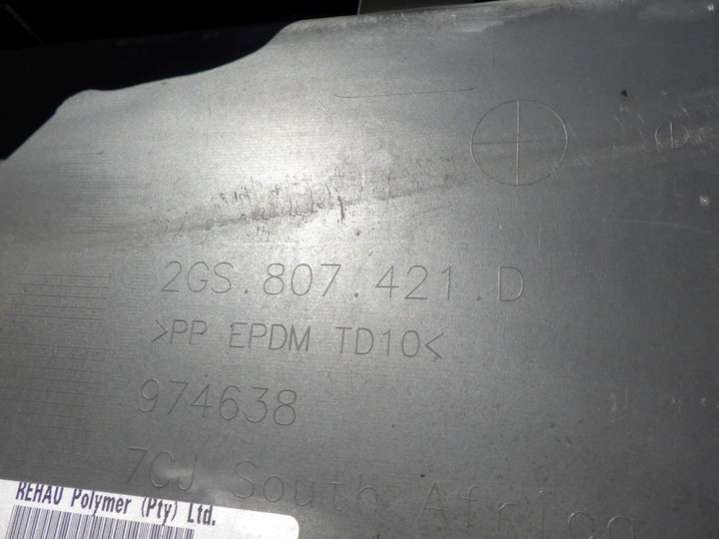 2GS.807.421.D
>PP EPDM TD10<
974638
7CJ South Africa
REHAU Polymer (Pty) Ltd.